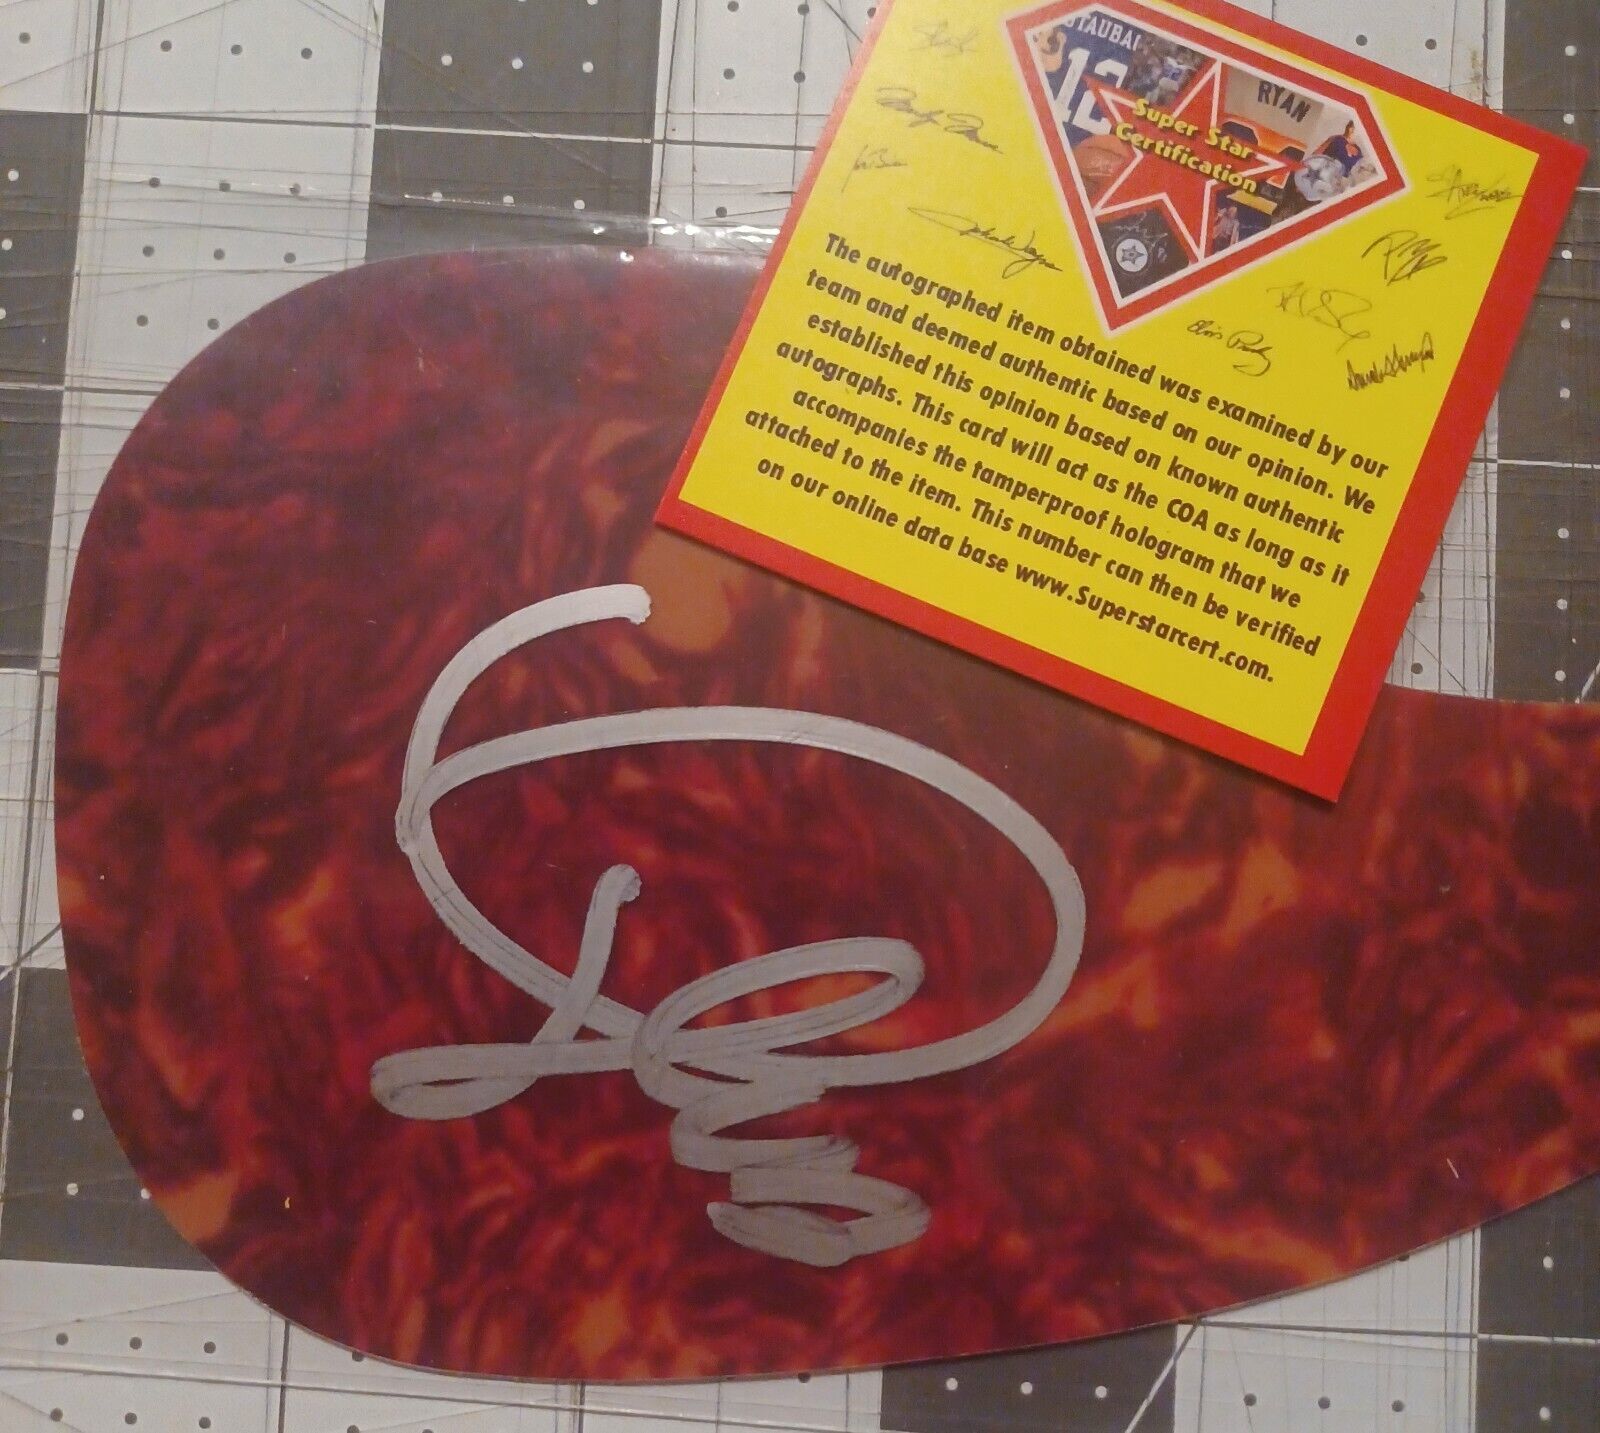 STAUBA
12
RYAN
Super Star
Certification
Elvis Presley
The autographed item obtained was examined by our
team and deemed authentic based on our opinion. We
established this opinion based on known authentic
autographs. This card will act as the COA as long as it
accompanies the tamperproof hologram that we
attached to the item. This number can then be verified
on our online data base www.Superstarcert.com.